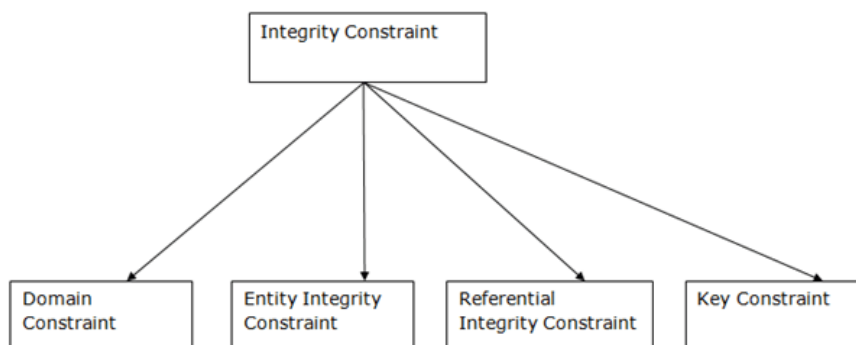 Integrity Constraint
Domain
Constraint
Entity Integrity
Constraint
Referential
Integrity Constraint
Key Constraint